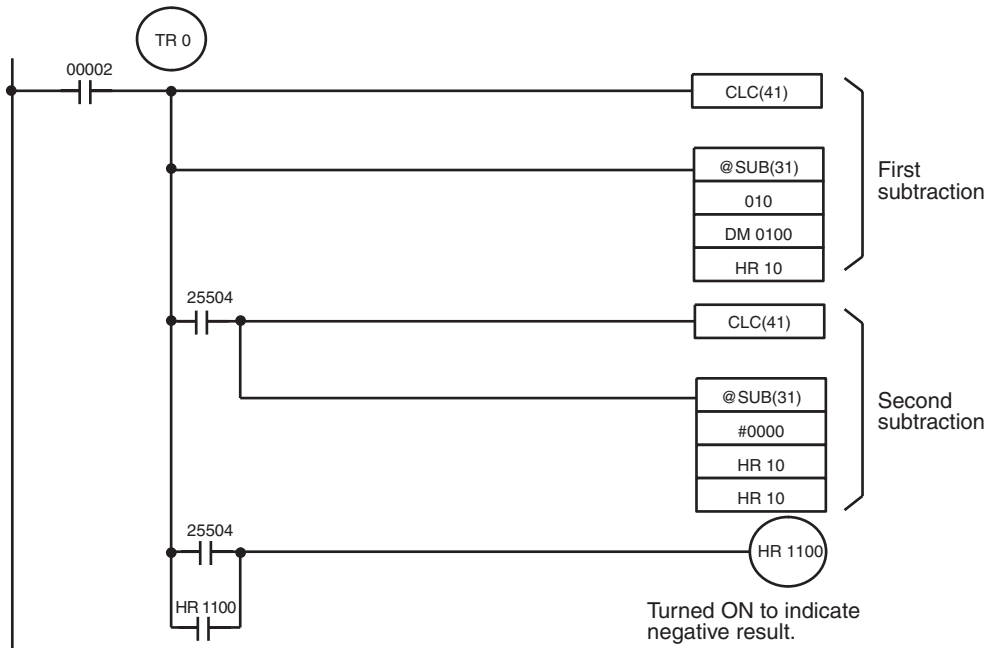 TR 0
00002
CLC(41)
@SUB(31)
010
DM 0100
HR 10
First
subtraction
25504
CLC(41)
@SUB(31)
#0000
HR 10
HR 10
Second
subtraction
25504
HR 1100
HR 1100
Turned ON to indicate
negative result.